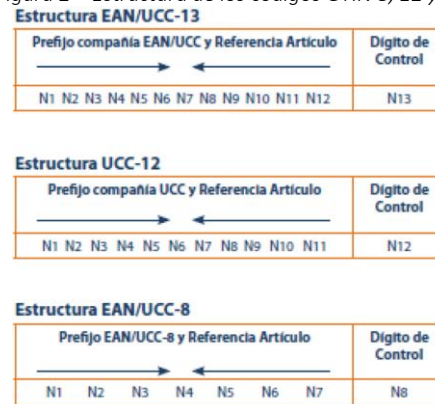 Estructura EAN/UCC-13
Prefijo compañía EAN/UCC y Referencia Artículo
Dígito de
Control
N1 N2 N3 N4 N5 N6 N7 N8 N9 N10 N11 N12
N13
Estructura UCC-12
Prefijo compañía UCC y Referencia Artículo
Dígito de
Control
N1 N2 N3 N4 N5 N6 N7 N8 N9 N10 N11
N12
Estructura EAN/UCC-8
Prefijo EAN/UCC-8 y Referencia Artículo
Dígito de
Control
N1 N2 N3 N4 N5 N6 N7
N8